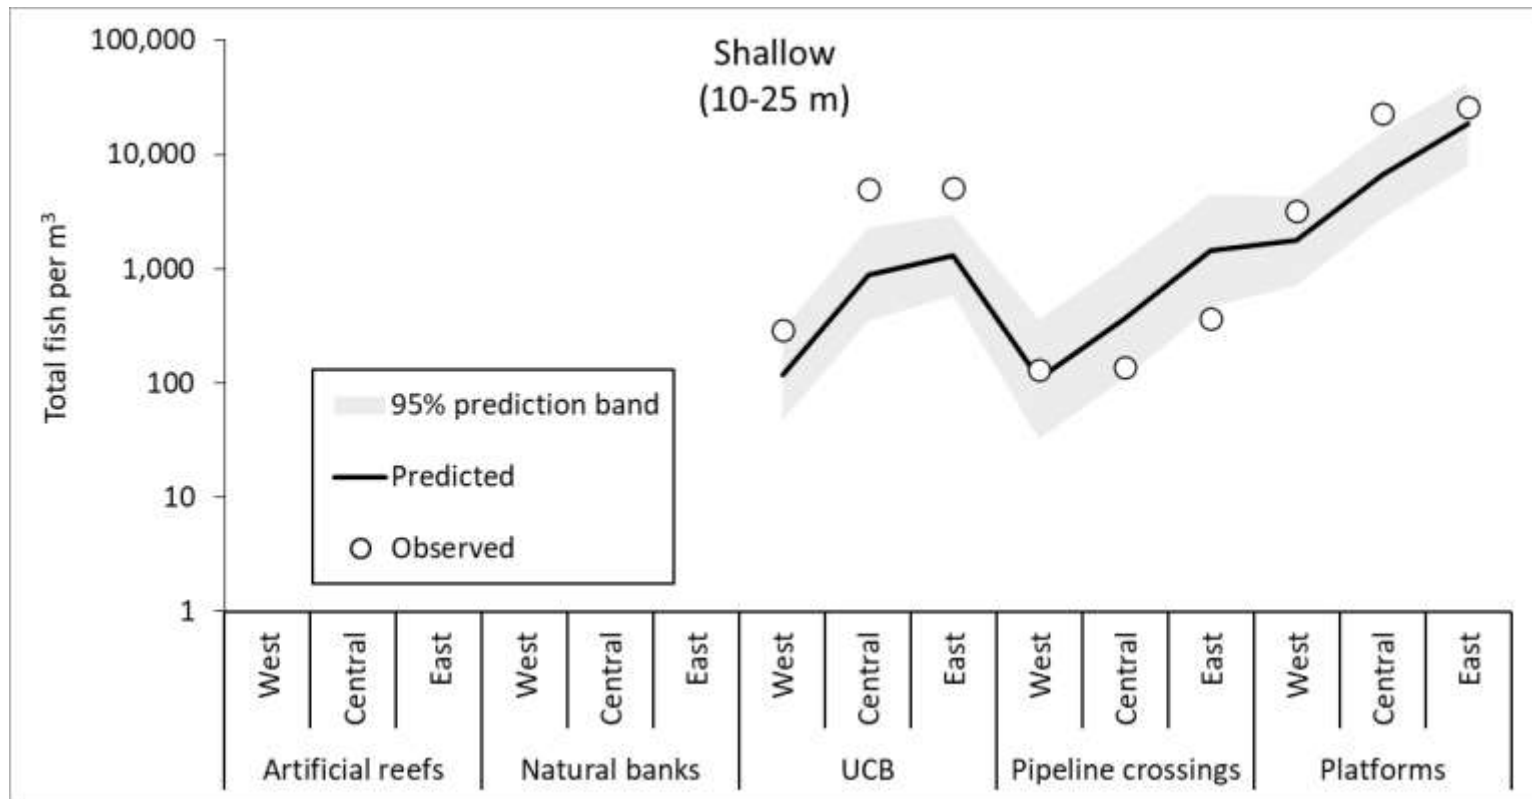 Shallow
(10-25 m)
100,000
10,000
1,000
100
10
1
Total fish per m³
95% prediction band
Predicted
Observed
West
Central
East
West
Central
East
West
Central
East
West
Central
East
West
Central
East
Artificial reefs
Natural banks
UCB
Pipeline crossings
Platforms